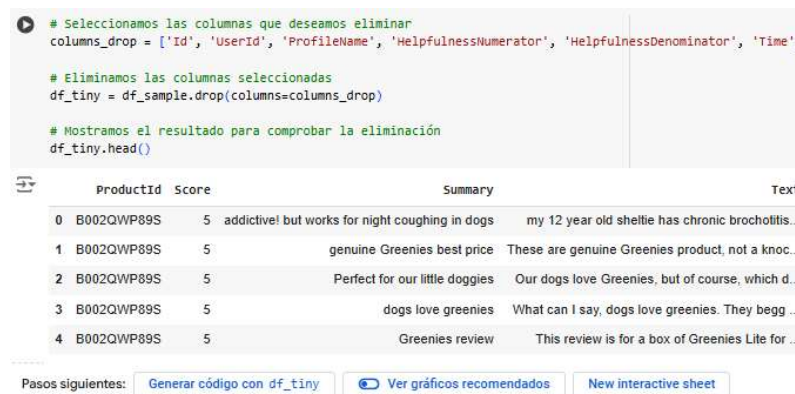 # Seleccionamos las columnas que deseamos eliminar
columns_drop = ['Id', 'UserId', 'ProfileName', 'HelpfulnessNumerator', 'HelpfulnessDenominator', 'Time'
# Eliminamos las columnas seleccionadas
df_tiny = df_sample.drop(columns=columns_drop)
# Mostramos el resultado para comprobar la eliminación
df_tiny.head()
ProductId Score Summary Text
0 B002QWP89S 5 addictive! but works for night coughing in dogs my 12 year old sheltie has chronic brochotitis..
1 B002QWP89S 5 genuine Greenies best price These are genuine Greenies product, not a knoc..
2 B002QWP89S 5 Perfect for our little doggies Our dogs love Greenies, but of course, which d..
3 B002QWP89S 5 dogs love greenies What can I say, dogs love greenies. They begg ..
4 B002QWP89S 5 Greenies review This review is for a box of Greenies Lite for ..
Pasos siguientes: Generar código con df_tiny Ver gráficos recomendados New interactive sheet